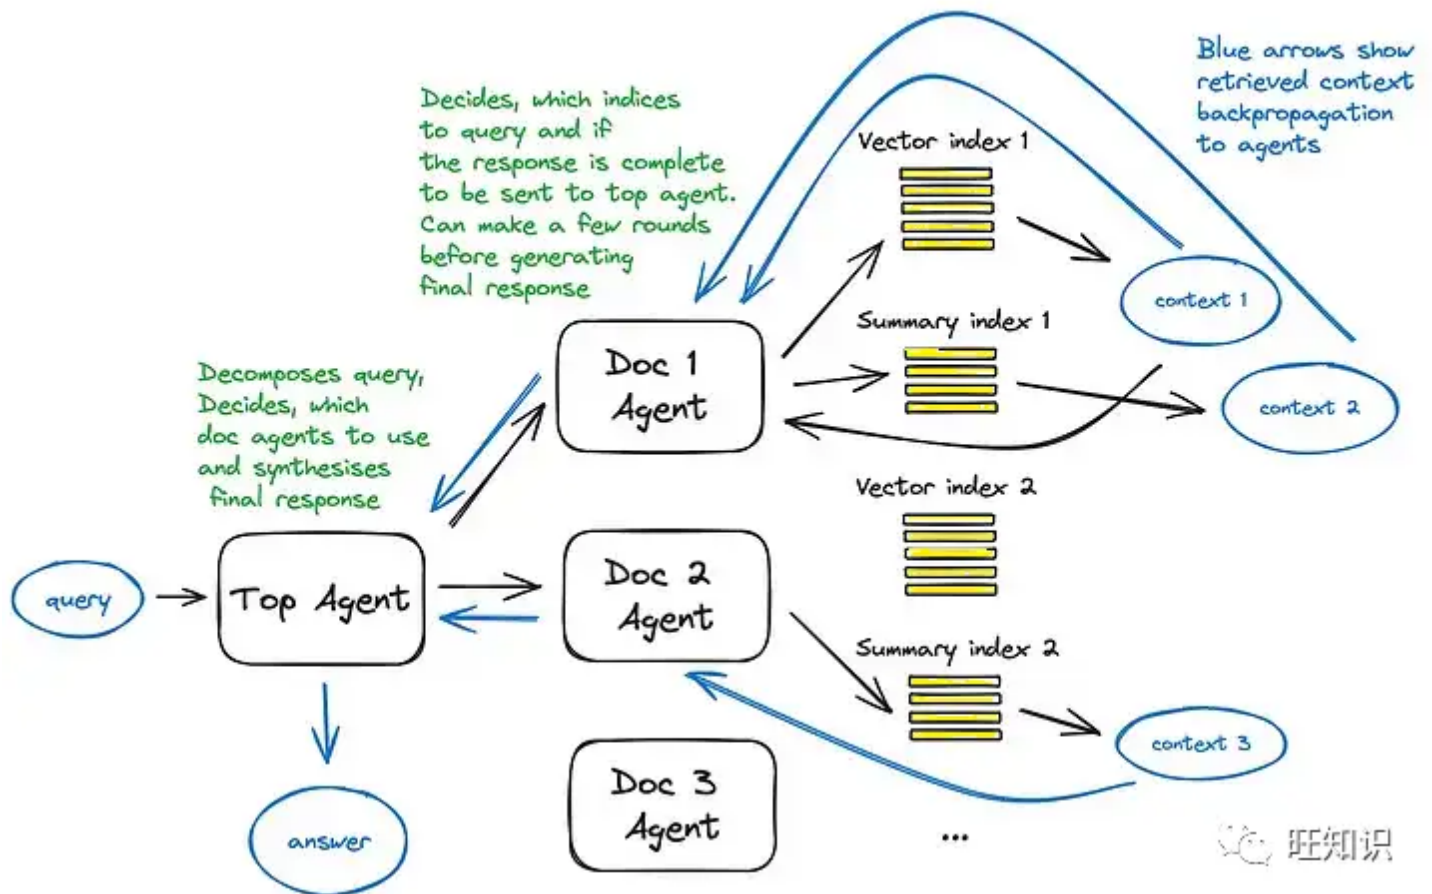 Blue arrows show
retrieved context
backpropagation
to agents
Decides, which indices
to query and if
the response is complete
to be sent to top agent.
Can make a few rounds
before generating
final response
Vector index 1
context 1
Summary index 1
Doc 1
Agent
context 2
Decomposes query,
Decides, which
doc agents to use
and synthesises
final response
Vector index 2
query
Top Agent
Doc 2
Agent
Summary index 2
context 3
Doc 3
Agent
answer
...
旺知识